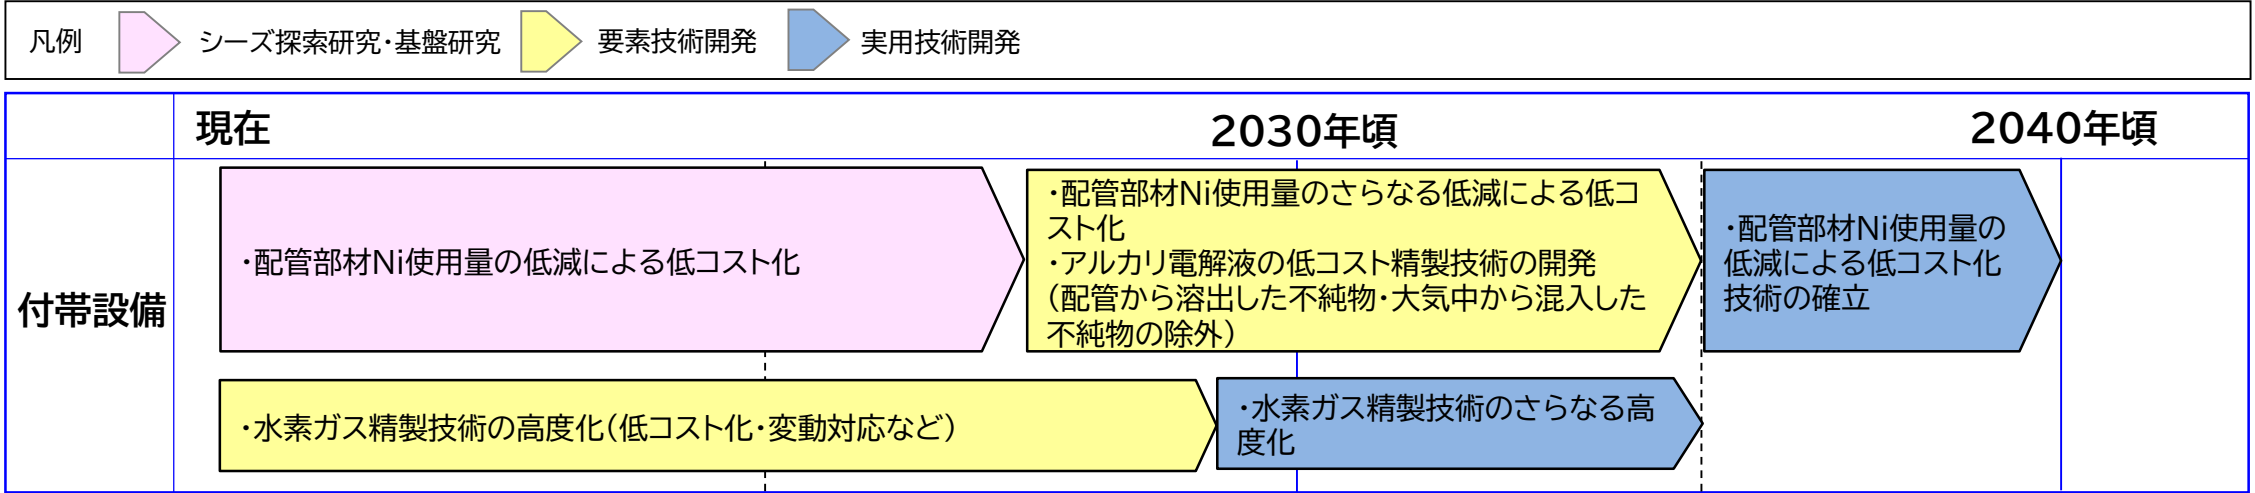 凡例 シーズ探索研究・基盤研究 要素技術開発 実用技術開発
現在 2030年頃 2040年頃
付帯設備
・配管部材Ni使用量の低減による低コスト化
・配管部材Ni使用量のさらなる低減による低コ
スト化
・アルカリ電解液の低コスト精製技術の開発
（配管から溶出した不純物・大気中から混入した
不純物の除外）
・配管部材Ni使用量の
低減による低コスト化
技術の確立
・水素ガス精製技術の高度化（低コスト化・変動対応など）
・水素ガス精製技術のさらなる高
度化